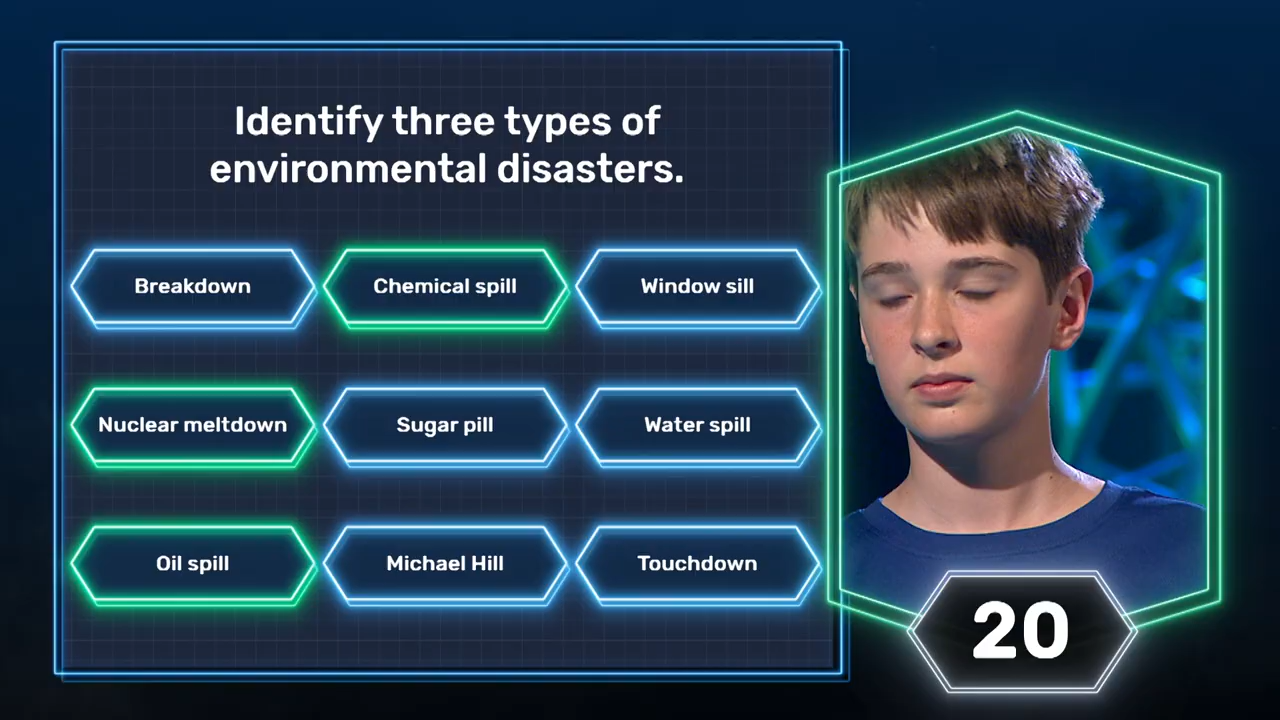 Identify three types of
environmental disasters.
Breakdown
Chemical spill
Window sill
Nuclear meltdown
Sugar pill
Water spill
Oil spill
Michael Hill
Touchdown
20